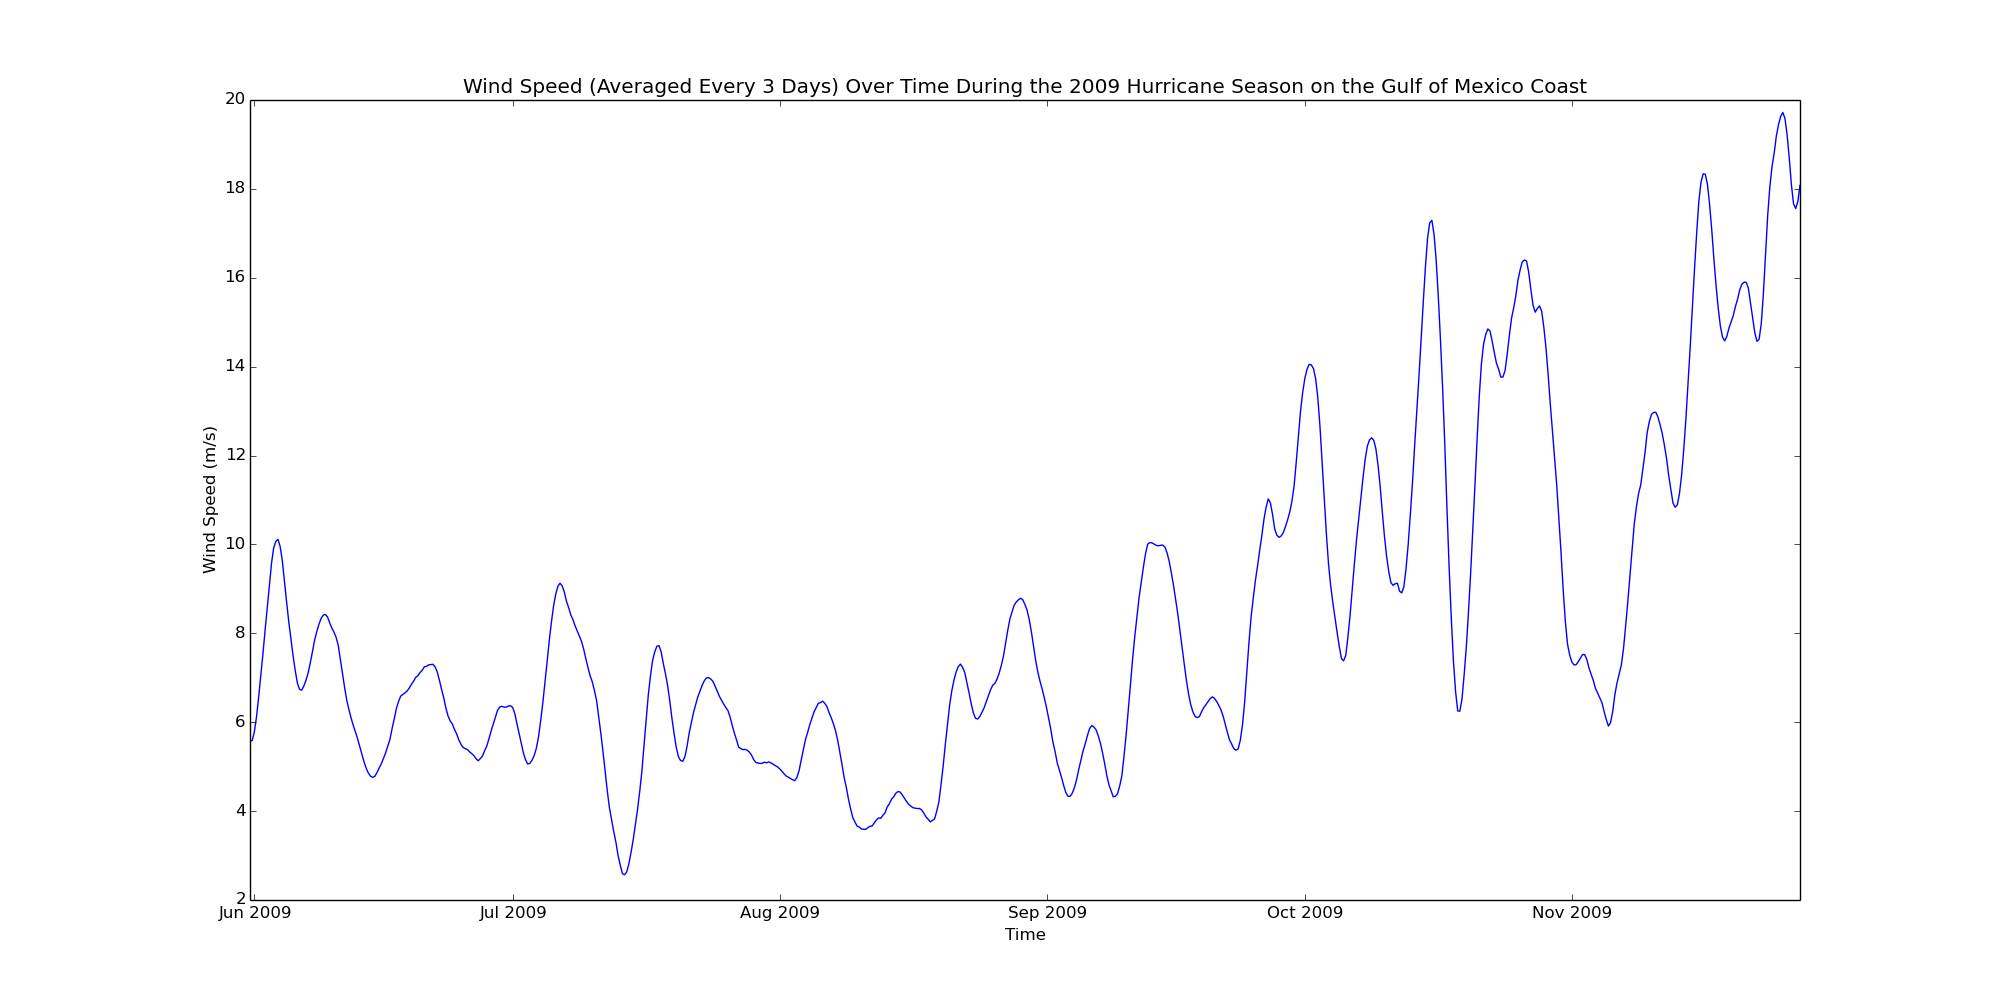 Wind Speed (Averaged Every 3 Days) Over Time During the 2009 Hurricane Season on the Gulf of Mexico Coast
20
18
16
14
12
10
8
6
4
2
Wind Speed (m/s)
Jun 2009 Jul 2009 Aug 2009 Sep 2009 Oct 2009 Nov 2009
Time